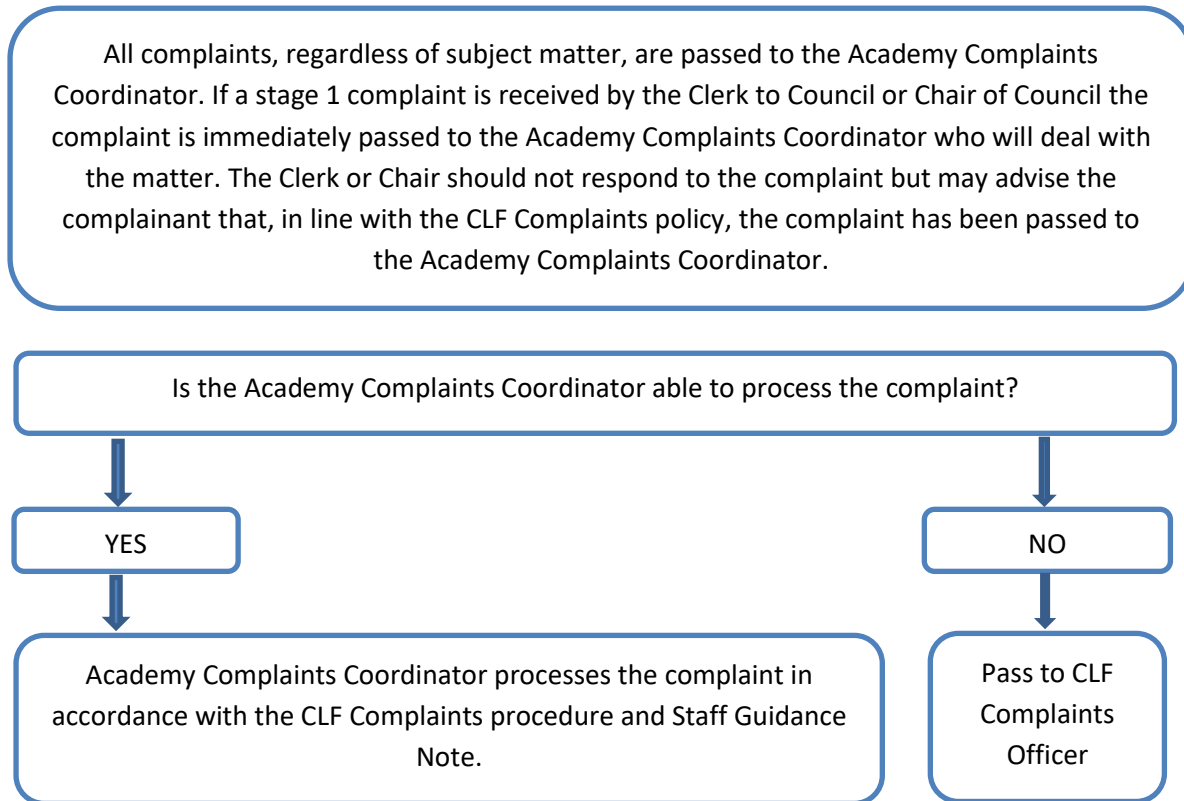 All complaints, regardless of subject matter, are passed to the Academy Complaints
Coordinator. If a stage 1 complaint is received by the Clerk to Council or Chair of Council the
complaint is immediately passed to the Academy Complaints Coordinator who will deal with
the matter. The Clerk or Chair should not respond to the complaint but may advise the
complainant that, in line with the CLF Complaints policy, the complaint has been passed to
the Academy Complaints Coordinator.
Is the Academy Complaints Coordinator able to process the complaint?
YES
NO
Academy Complaints Coordinator processes the complaint in
accordance with the CLF Complaints procedure and Staff Guidance
Note.
Pass to CLF
Complaints
Officer